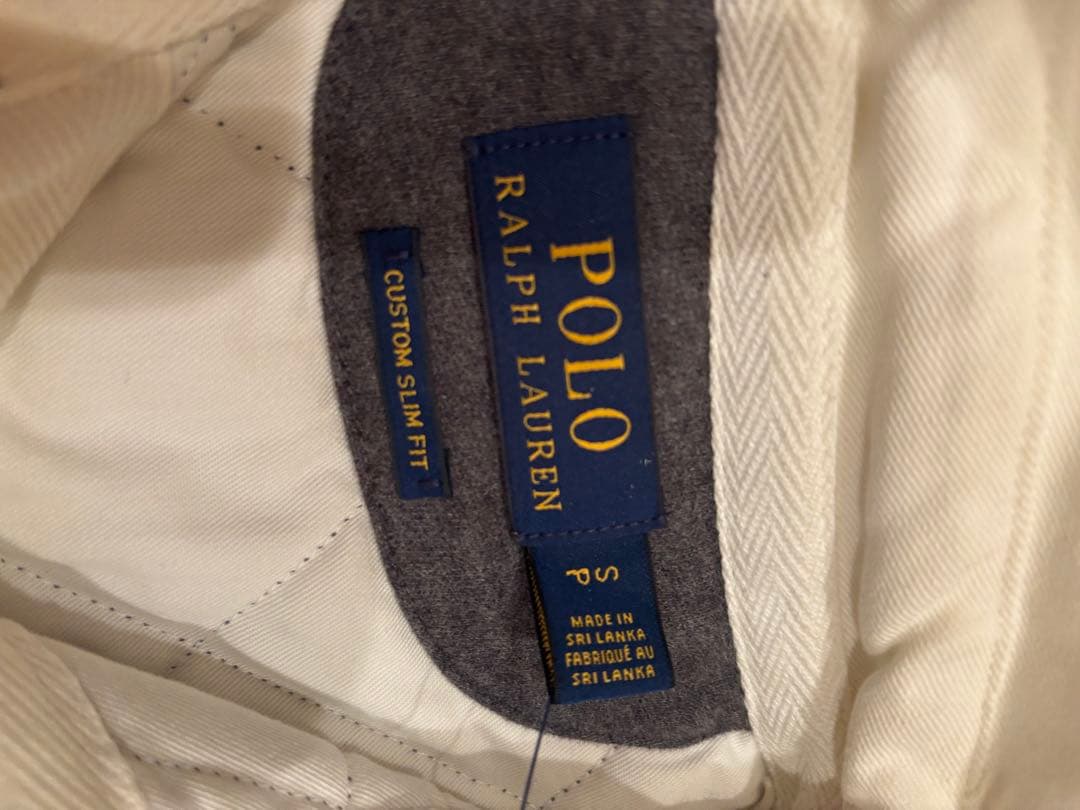 POLO
RALPH LAUREN
CUSTOM SLIM FIT
S
P
MADE IN
SRI LANKA
FABRIQUÉ AU
SRI LANKA